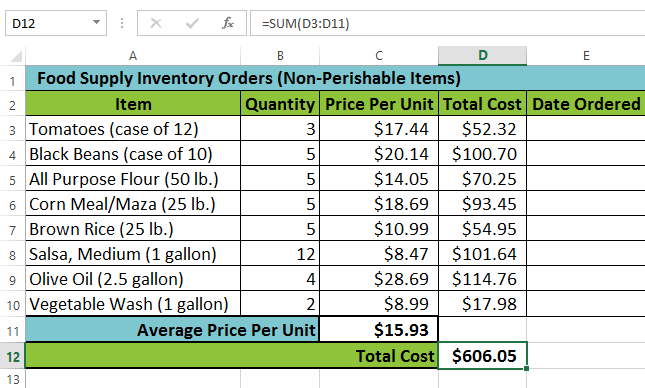 D12 fx =SUM(D3:D11)
A B C D E
1 Food Supply Inventory Orders (Non-Perishable Items)
2 Item Quantity Price Per Unit Total Cost Date Ordered
3 Tomatoes (case of 12) 3 $17.44 $52.32
4 Black Beans (case of 10) 5 $20.14 $100.70
5 All Purpose Flour (50 lb.) 5 $14.05 $70.25
6 Corn Meal/Maza (25 lb.) 5 $18.69 $93.45
7 Brown Rice (25 lb.) 5 $10.99 $54.95
8 Salsa, Medium (1 gallon) 12 $8.47 $101.64
9 Olive Oil (2.5 gallon) 4 $28.69 $114.76
10 Vegetable Wash (1 gallon) 2 $8.99 $17.98
11 Average Price Per Unit $15.93
12 Total Cost $606.05
13